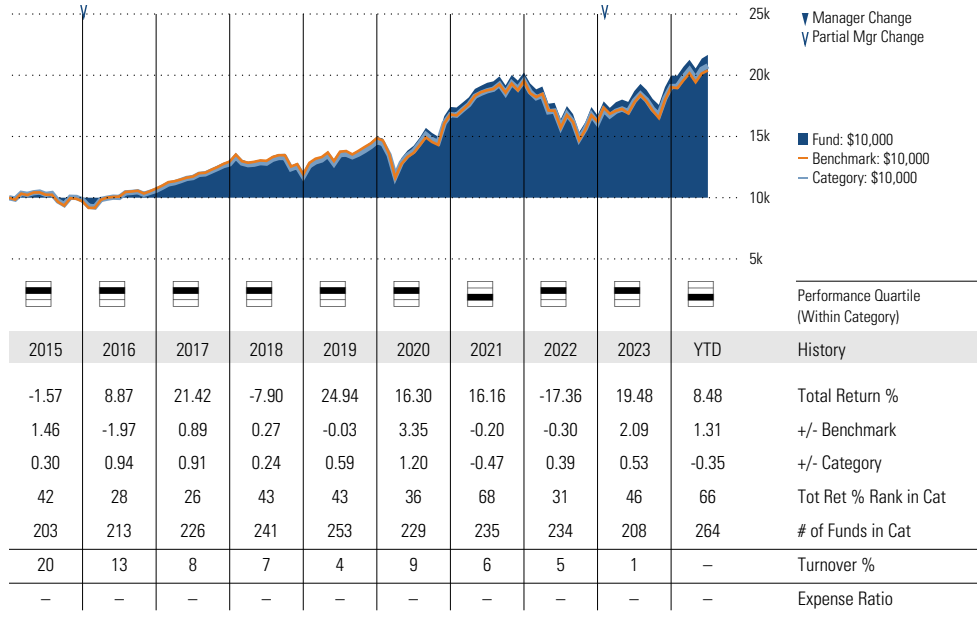 25k
20k
15k
10k
5k
Manager Change
Partial Mgr Change
Fund: $10,000
Benchmark: $10,000
Category: $10,000
Performance Quartile
(Within Category)
2015 2016 2017 2018 2019 2020 2021 2022 2023 YTD History
-1.57 8.87 21.42 -7.90 24.94 16.30 16.16 -17.36 19.48 8.48 Total Return %
1.46 -1.97 0.89 0.27 -0.03 3.35 -0.20 -0.30 2.09 1.31 +/- Benchmark
0.30 0.94 0.91 0.24 0.59 1.20 -0.47 0.39 0.53 -0.35 +/- Category
42 28 26 43 43 36 68 31 46 66 Tot Ret % Rank in Cat
203 213 226 241 253 229 235 234 208 264 # of Funds in Cat
20 13 8 7 4 9 6 5 1 – Turnover %
– – – – – – – – – – Expense Ratio